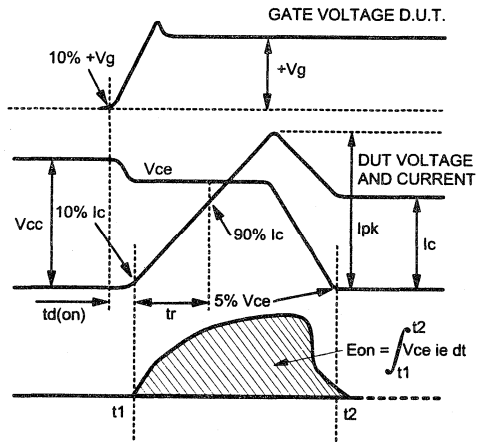 GATE VOLTAGE D.U.T.
10% +Vg
+Vg
Vce
DUT VOLTAGE
AND CURRENT
Vcc
10% Ic
90% Ic
Ipk
Ic
td(on)
tr
5% Vce
Eon = ∫ Vce ie dt
t2
t1
t1
t2